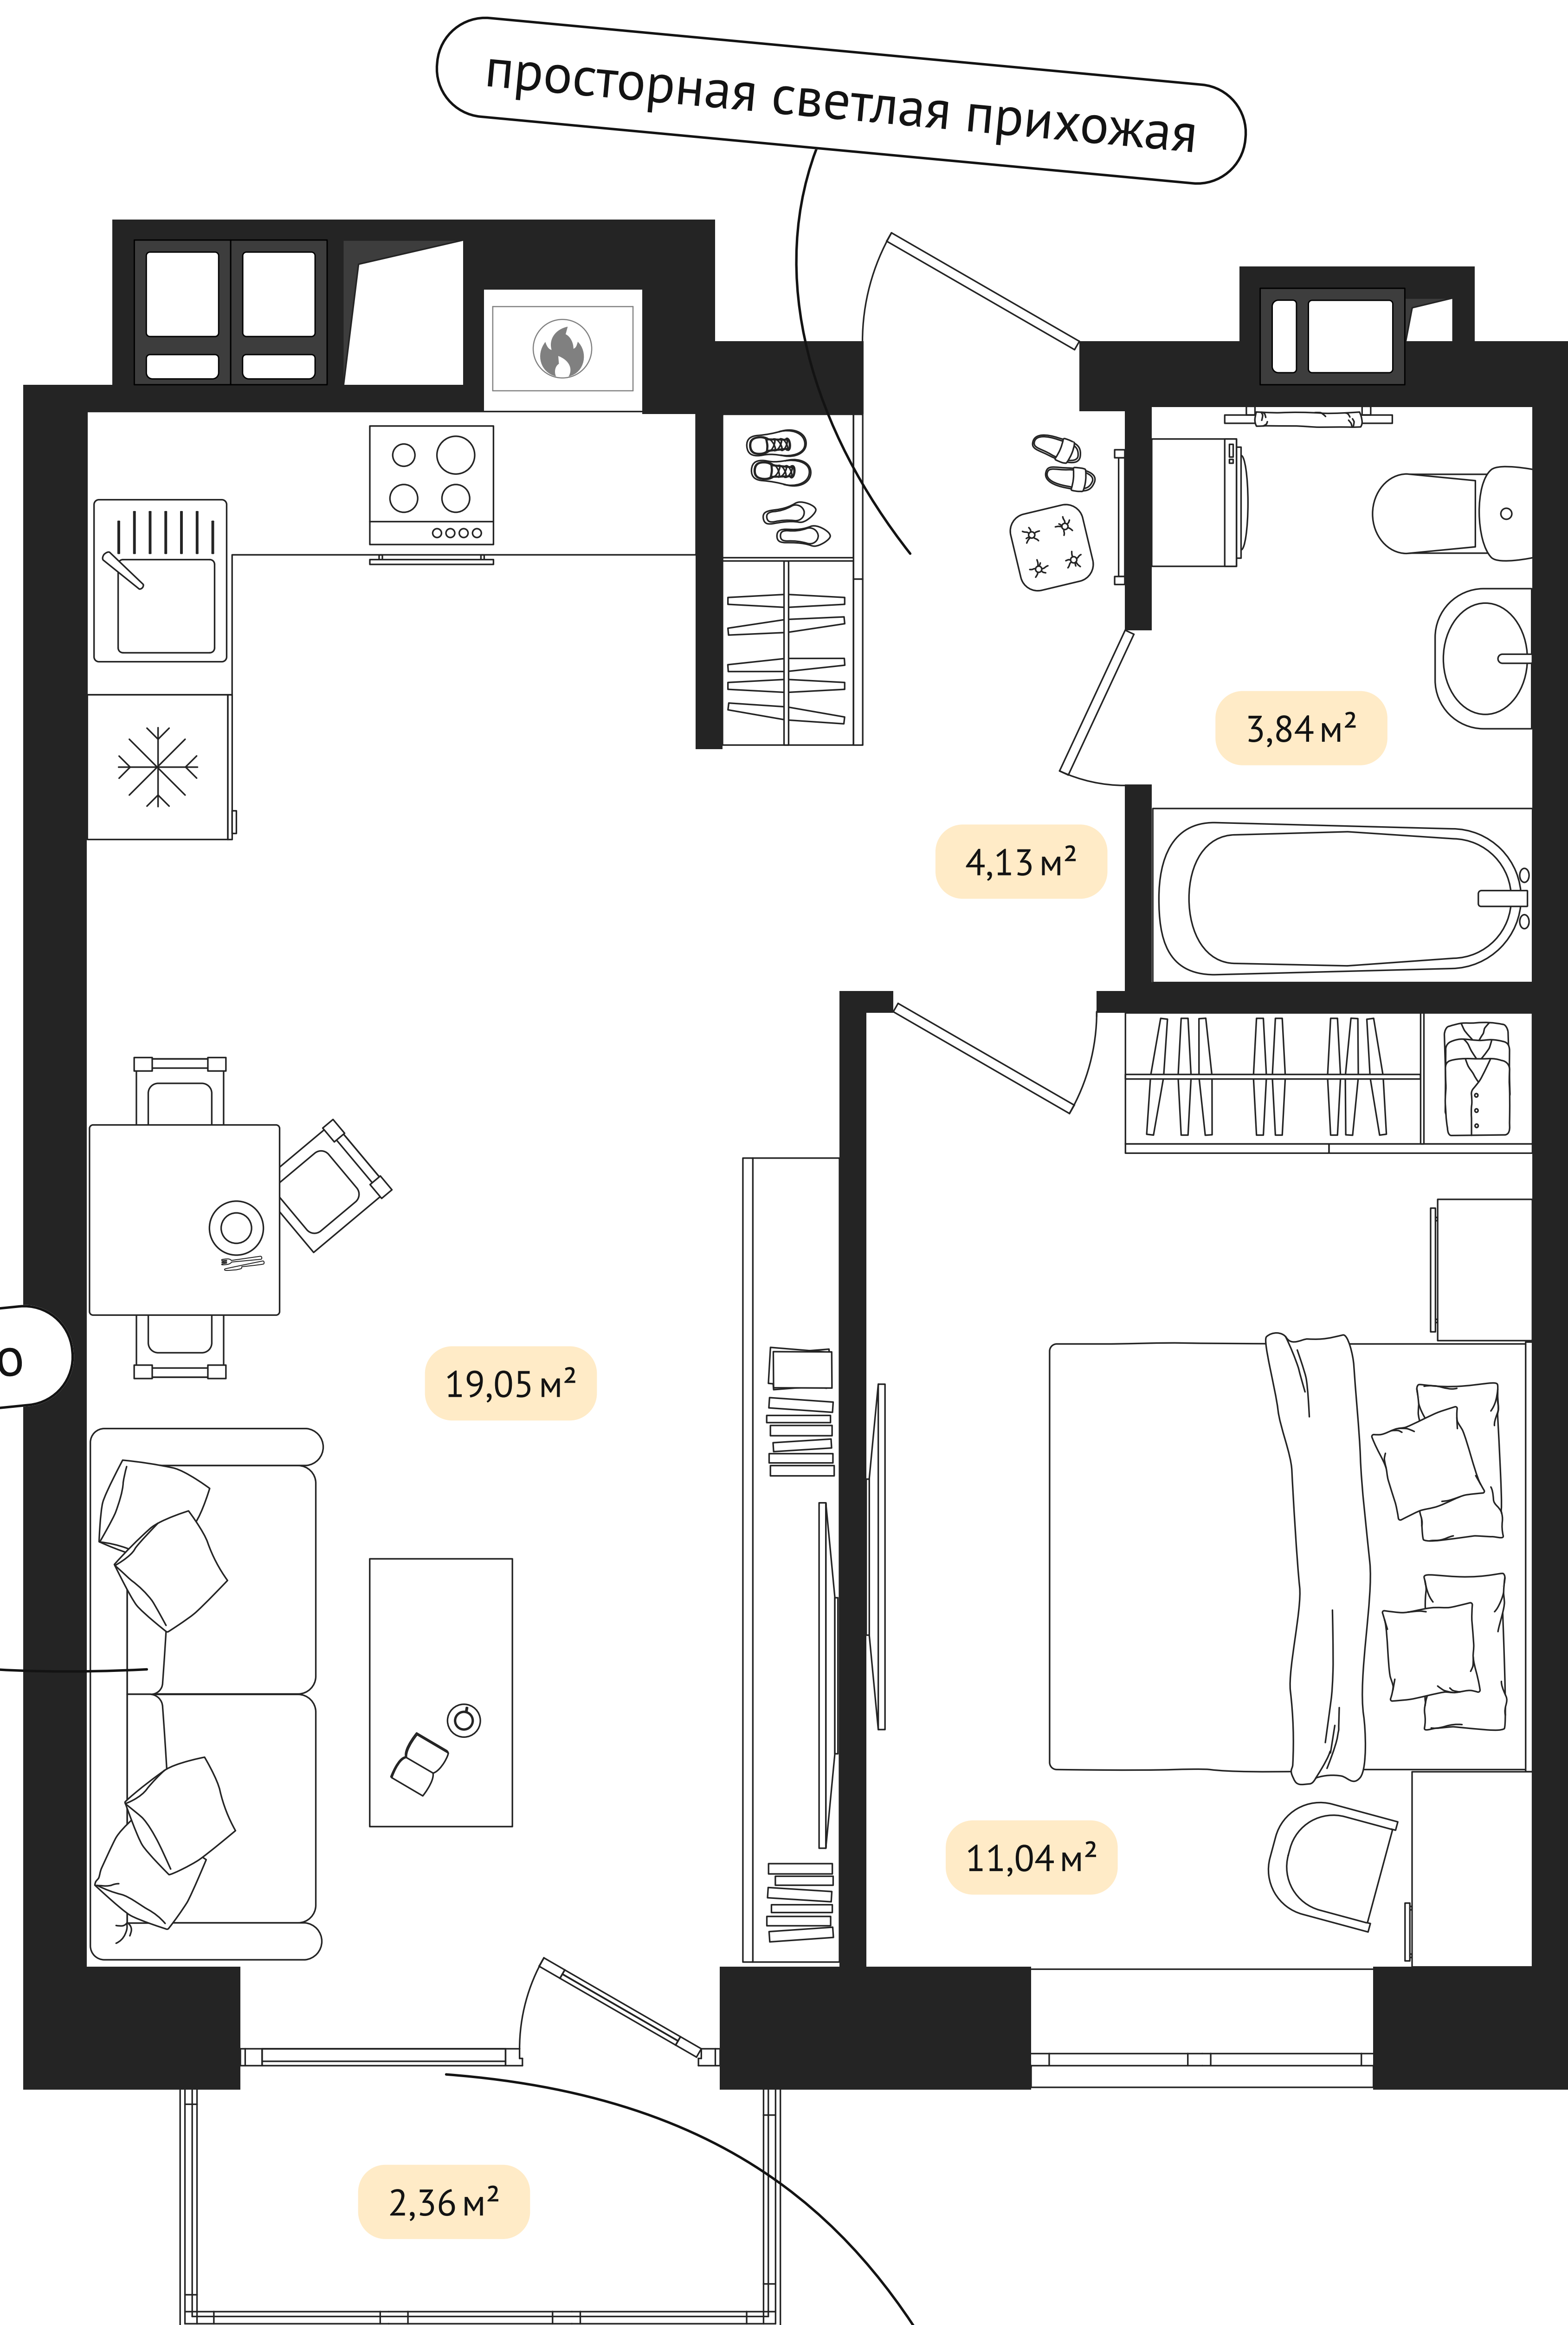 просторная светлая прихожая
3,84 м²
4,13 м²
о
19,05 м²
11,04 м²
2,36 м²